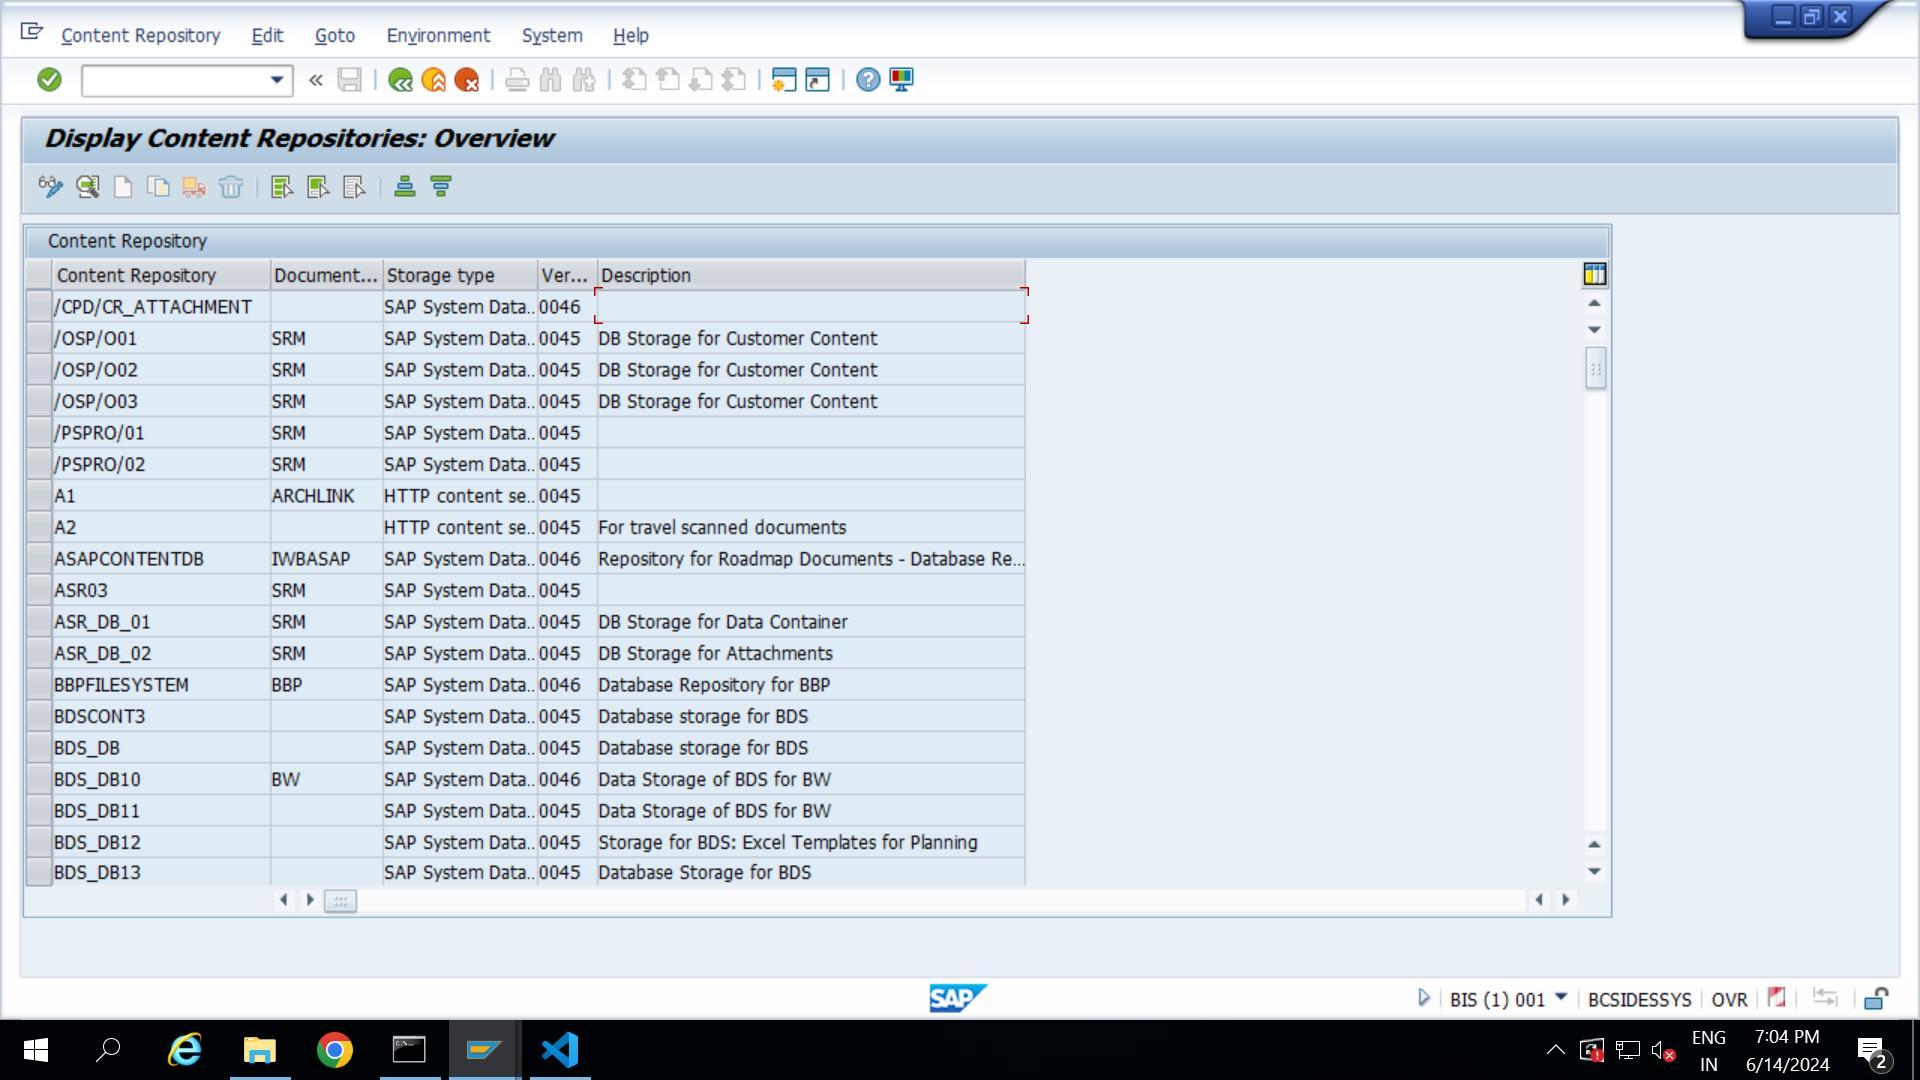 Content Repository Edit Goto Environment System Help
Display Content Repositories: Overview
Content Repository
Content Repository Document... Storage type Ver... Description
/CPD/CR_ATTACHMENT SAP System Data.. 0046
/OSP/O01 SRM SAP System Data.. 0045 DB Storage for Customer Content
/OSP/O02 SRM SAP System Data.. 0045 DB Storage for Customer Content
/OSP/O03 SRM SAP System Data.. 0045 DB Storage for Customer Content
/PSPRO/01 SRM SAP System Data.. 0045
/PSPRO/02 SRM SAP System Data.. 0045
A1 ARCHLINK HTTP content se.. 0045
A2 HTTP content se.. 0045 For travel scanned documents
ASAPCONTENTDB IWBASAP SAP System Data.. 0046 Repository for Roadmap Documents - Database Re...
ASR03 SRM SAP System Data.. 0045
ASR_DB_01 SRM SAP System Data.. 0045 DB Storage for Data Container
ASR_DB_02 SRM SAP System Data.. 0045 DB Storage for Attachments
BBPFILESYSTEM BBP SAP System Data.. 0046 Database Repository for BBP
BDSCONT3 SAP System Data.. 0045 Database storage for BDS
BDS_DB SAP System Data.. 0045 Database storage for BDS
BDS_DB10 BW SAP System Data.. 0046 Data Storage of BDS for BW
BDS_DB11 SAP System Data.. 0045 Data Storage of BDS for BW
BDS_DB12 SAP System Data.. 0045 Storage for BDS: Excel Templates for Planning
BDS_DB13 SAP System Data.. 0045 Database Storage for BDS
SAP BIS (1) 001 BCSIDESSYS OVR
ENG 7:04 PM
IN 6/14/2024 2